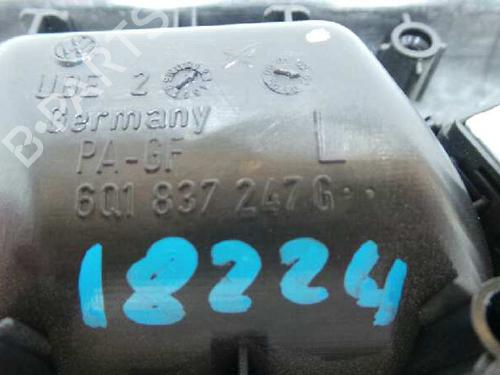 B-PARTS
UBE 2
Germany
L
PA-GF
6Q1 837 247 G··
18224